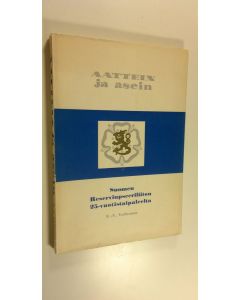 AATTEIN
ja asein
Suomen
Reserviupseeriliiton
25-vuotistaipaleelta